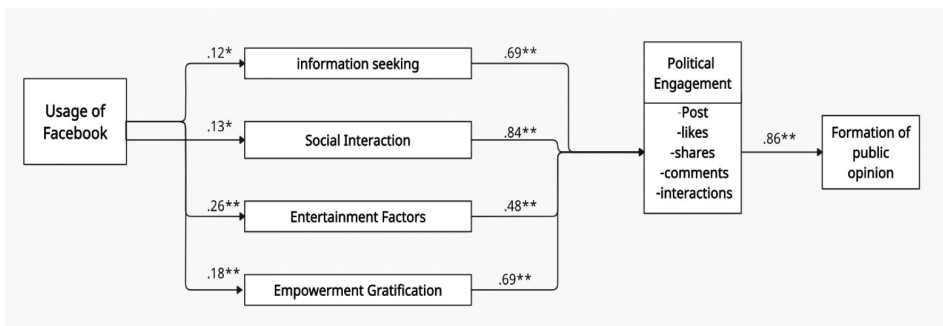 Usage of
Facebook
.12*
information seeking
.69**
.13*
Social Interaction
.84**
.26**
Entertainment Factors
.48**
.18**
Empowerment Gratification
.69**
Political
Engagement
-Post
-likes
-shares
-comments
-interactions
.86**
Formation of
public
opinion